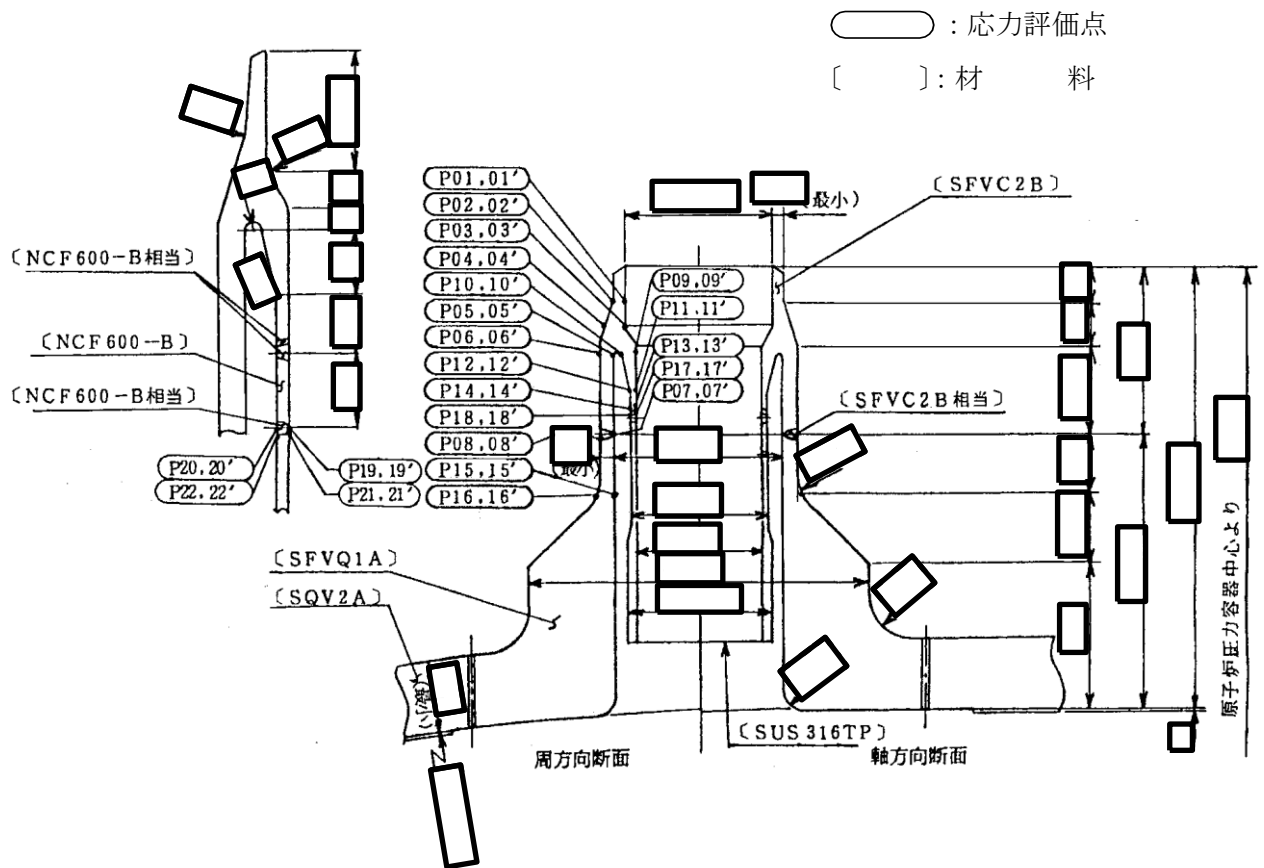 ：応力評価点
〔　　〕：材　　料
〔SFVC2B〕
(最小)
P01,01′
P02,02′
P03,03′
P04,04′
P10,10′
P05,05′
P06,06′
P12,12′
P14,14′
P18,18′
P08,08′
P15,15′
P16,16′
P09,09′
P11,11′
P13,13′
P17,17′
P07,07′
〔NCF600-B相当〕
〔NCF600-B〕
〔NCF600-B相当〕
P20,20′
P22,22′
P19,19′
P21,21′
〔SFVC2B相当〕
(最小)
〔SFVQ1A〕
〔SQV2A〕
(最小)
〔SUS316TP〕
周方向断面
軸方向断面
原子炉圧力容器中心より